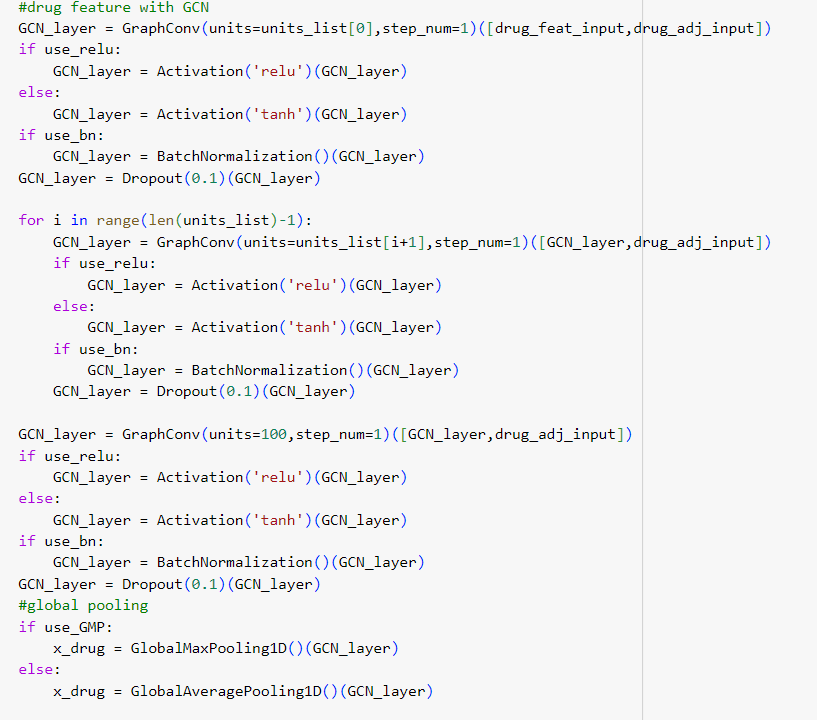 #drug feature with GCN
GCN_layer = GraphConv(units=units_list[0],step_num=1)([drug_feat_input,drug_adj_input])
if use_relu:
    GCN_layer = Activation('relu')(GCN_layer)
else:
    GCN_layer = Activation('tanh')(GCN_layer)
if use_bn:
    GCN_layer = BatchNormalization()(GCN_layer)
GCN_layer = Dropout(0.1)(GCN_layer)

for i in range(len(units_list)-1):
    GCN_layer = GraphConv(units=units_list[i+1],step_num=1)([GCN_layer,drug_adj_input])
    if use_relu:
        GCN_layer = Activation('relu')(GCN_layer)
    else:
        GCN_layer = Activation('tanh')(GCN_layer)
    if use_bn:
        GCN_layer = BatchNormalization()(GCN_layer)
    GCN_layer = Dropout(0.1)(GCN_layer)

GCN_layer = GraphConv(units=100,step_num=1)([GCN_layer,drug_adj_input])
if use_relu:
    GCN_layer = Activation('relu')(GCN_layer)
else:
    GCN_layer = Activation('tanh')(GCN_layer)
if use_bn:
    GCN_layer = BatchNormalization()(GCN_layer)
GCN_layer = Dropout(0.1)(GCN_layer)
#global pooling
if use_GMP:
    x_drug = GlobalMaxPooling1D()(GCN_layer)
else:
    x_drug = GlobalAveragePooling1D()(GCN_layer)